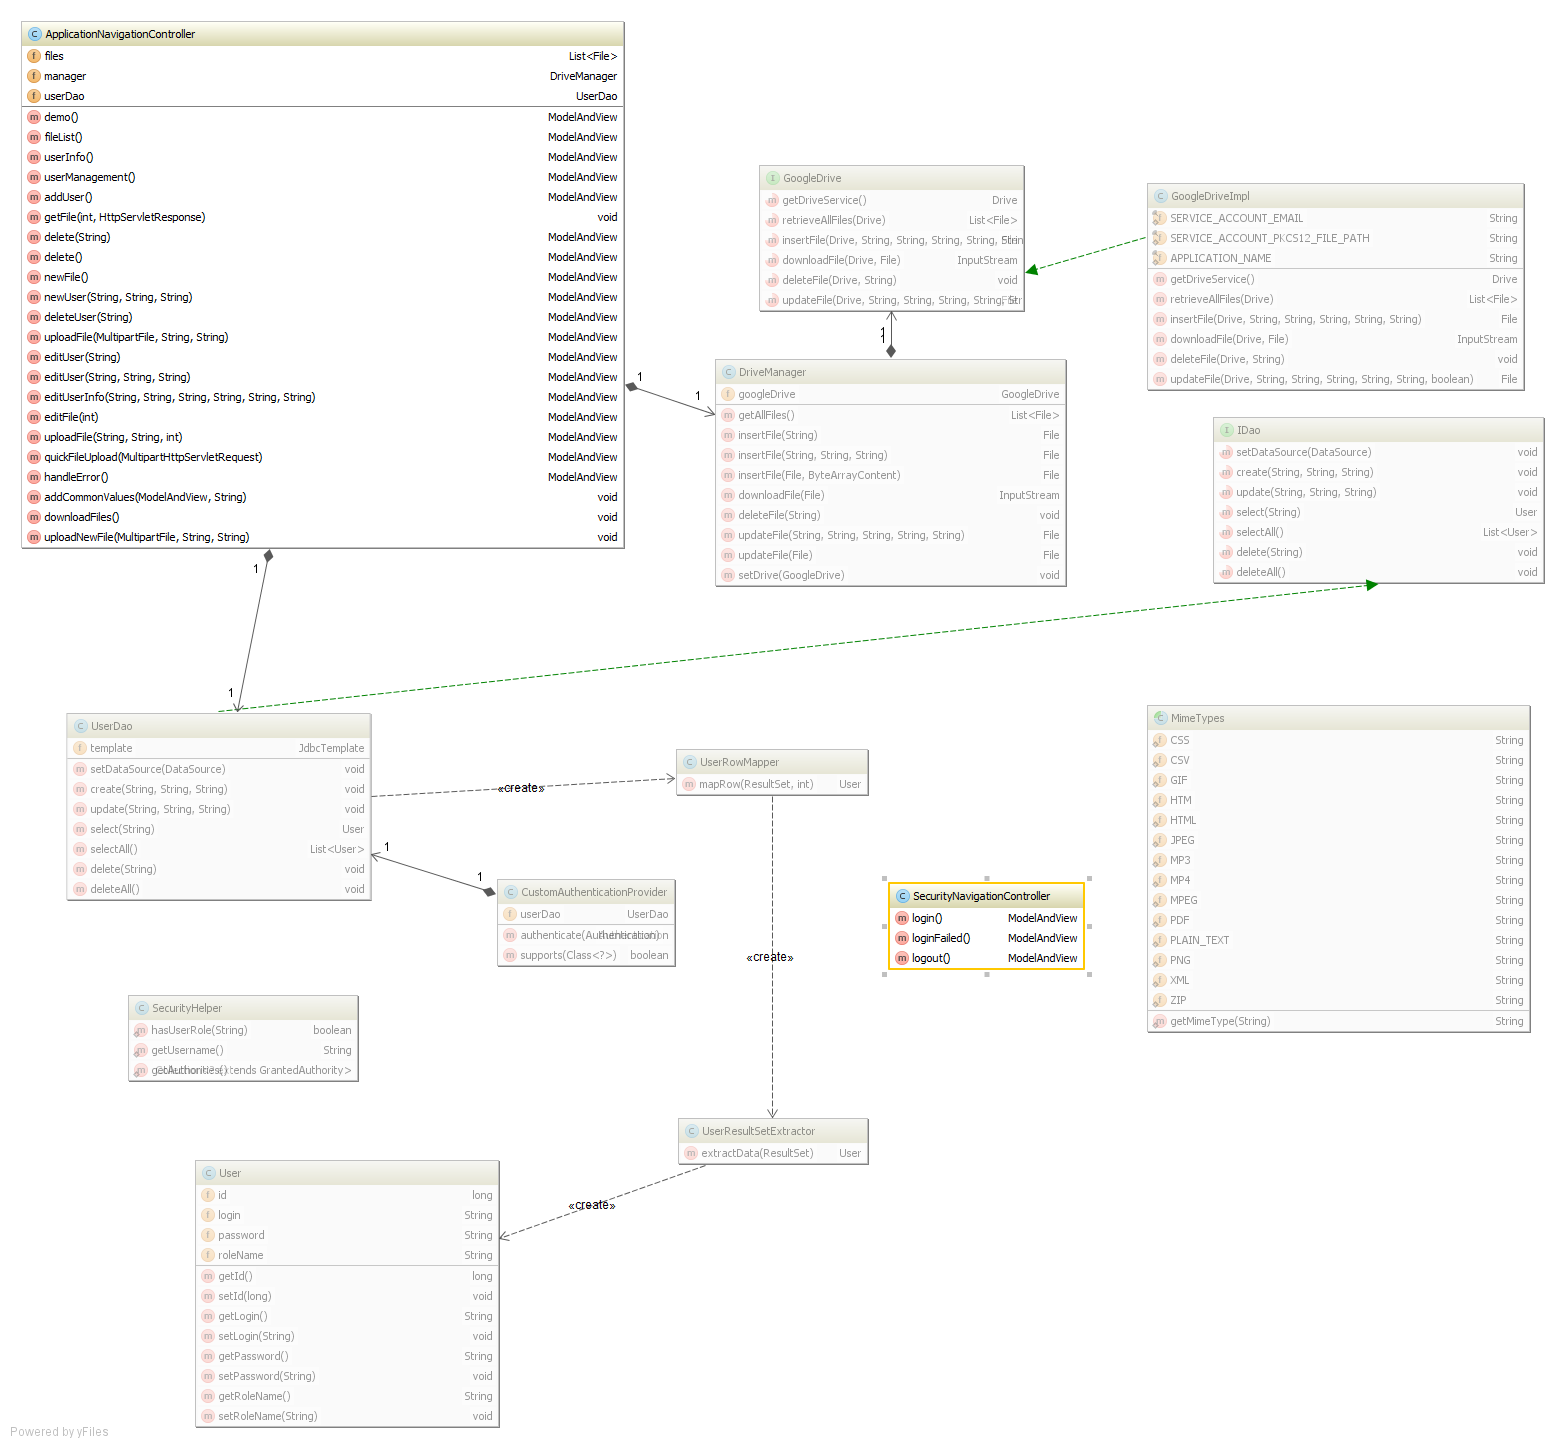 ApplicationNavigationController
files List<File>
manager DriveManager
userDao UserDao
demo() ModelAndView
fileList() ModelAndView
userInfo() ModelAndView
userManagement() ModelAndView
addUser() ModelAndView
getFile(int, HttpServletResponse) void
delete(String) ModelAndView
delete() ModelAndView
newFile() ModelAndView
newUser(String, String, String) ModelAndView
deleteUser(String) ModelAndView
uploadFile(MultipartFile, String, String) ModelAndView
editUser(String) ModelAndView
editUser(String, String, String) ModelAndView
editUserInfo(String, String, String, String, String, String) ModelAndView
editFile(int) ModelAndView
uploadFile(String, String, int) ModelAndView
quickFileUpload(MultipartHttpServletRequest) ModelAndView
handleError() ModelAndView
addCommonValues(ModelAndView, String) void
downloadFiles() void
uploadNewFile(MultipartFile, String, String) void
GoogleDrive
getDriveService() Drive
retrieveAllFiles(Drive) List<File>
insertFile(Drive, String, String, String, String,
downloadFile(Drive, File) InputStream
deleteFile(Drive, String) void
updateFile(Drive, String, String, String, String,
GoogleDriveImpl
SERVICE_ACCOUNT_EMAIL String
SERVICE_ACCOUNT_PKCS12_FILE_PATH String
APPLICATION_NAME String
getDriveService() Drive
retrieveAllFiles(Drive) List<File>
insertFile(Drive, String, String, String, String, String) File
downloadFile(Drive, File) InputStream
deleteFile(Drive, String) void
updateFile(Drive, String, String, String, String, String, boolean) File
1
1
1
1
DriveManager
googleDrive GoogleDrive
getAllFiles() List<File>
insertFile(String) File
insertFile(String, String, String) File
insertFile(File, ByteArrayContent) File
downloadFile(File) InputStream
deleteFile(String) void
updateFile(String, String, String, String, String) File
updateFile(File) File
setDrive(GoogleDrive) void
IDao
setDataSource(DataSource) void
create(String, String, String) void
update(String, String, String) void
select(String) User
selectAll() List<User>
delete(String) void
deleteAll() void
1
1
UserDao
template JdbcTemplate
setDataSource(DataSource) void
create(String, String, String) void
update(String, String, String) void
select(String) User
selectAll() List<User>
delete(String) void
deleteAll() void
«create»
UserRowMapper
mapRow(ResultSet, int) User
1
1
CustomAuthenticationProvider
userDao UserDao
authenticate(Authentication)
supports(Class<?>) boolean
«create»
SecurityNavigationController
login() ModelAndView
loginFailed() ModelAndView
logout() ModelAndView
MimeTypes
CSS String
CSV String
GIF String
HTM String
HTML String
JPEG String
MP3 String
MP4 String
MPEG String
PDF String
PLAIN_TEXT String
PNG String
XML String
ZIP String
getMimeType(String) String
SecurityHelper
hasUserRole(String) boolean
getUsername() String
getAuthorities() extends GrantedAuthority>
UserResultSetExtractor
extractData(ResultSet) User
«create»
User
id long
login String
password String
roleName String
getId() long
setId(long) void
getLogin() String
setLogin(String) void
getPassword() String
setPassword(String) void
getRoleName() String
setRoleName(String) void
Powered by yFiles